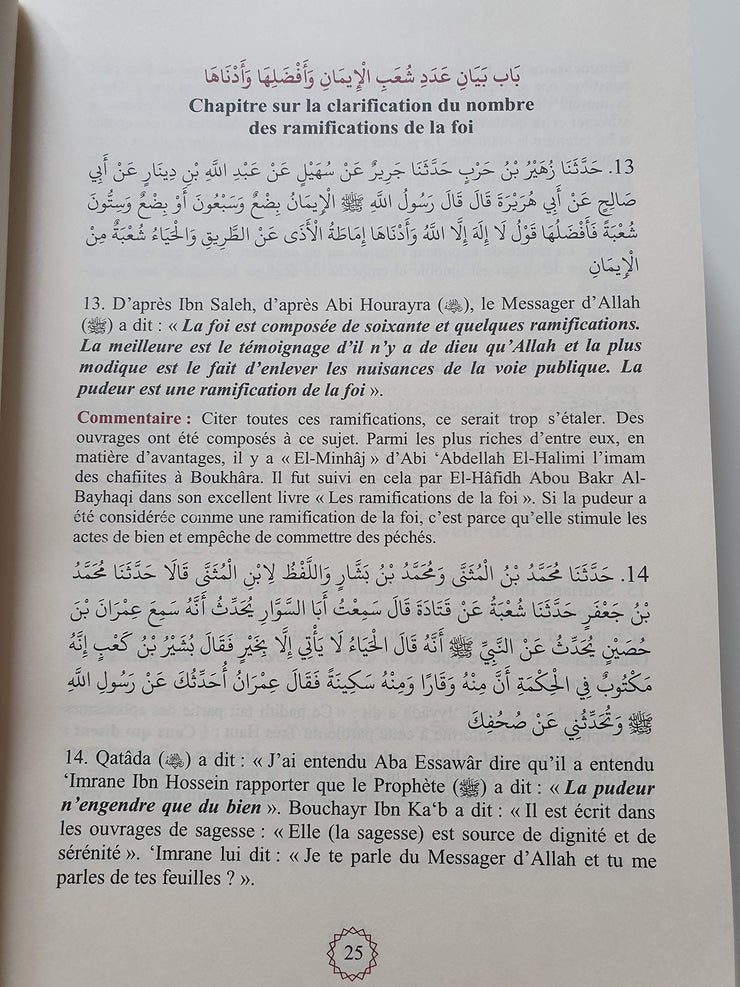 بَاب بَيَانِ عَدَدِ شُعَبِ الْإِيمَانِ وَأَفْضَلِهَا وَأَدْنَاهَا
Chapitre sur la clarification du nombre
des ramifications de la foi
13. حَدَّثَنَا زُهَيْرُ بْنُ حَرْبٍ حَدَّثَنَا جَرِيرٌ عَنْ سُهَيْلٍ عَنْ عَبْدِ اللَّهِ بْنِ دِينَارٍ عَنْ أَبِي
صَالِحٍ عَنْ أَبِي هُرَيْرَةَ قَالَ قَالَ رَسُولُ اللَّهِ ﷺ الْإِيمَانُ بِضْعٌ وَسَبْعُونَ أَوْ بِضْعٌ وَسِتُّونَ
شُعْبَةً فَأَفْضَلُهَا قَوْلُ لَا إِلَهَ إِلَّا اللَّهُ وَأَدْنَاهَا إِمَاطَةُ الْأَذَى عَنْ الطَّرِيقِ وَالْحَيَاءُ شُعْبَةٌ مِنْ
الْإِيمَانِ
13. D’après Ibn Saleh, d’après Abi Hourayra (), le Messager d’Allah
(ﷺ) a dit : « La foi est composée de soixante et quelques ramifications.
La meilleure est le témoignage d’il n’y a de dieu qu’Allah et la plus
modique est le fait d’enlever les nuisances de la voie publique. La
pudeur est une ramification de la foi ».
Commentaire : Citer toutes ces ramifications, ce serait trop s’étaler. Des
ouvrages ont été composés à ce sujet. Parmi les plus riches d’entre eux, en
matière d’avantages, il y a « El-Minhâj » d’Abi ‘Abdellah El-Halimi l’imam
des chafiites à Boukhâra. Il fut suivi en cela par El-Hâfidh Abou Bakr Al-
Bayhaqi dans son excellent livre « Les ramifications de la foi ». Si la pudeur a
été considérée comme une ramification de la foi, c’est parce qu’elle stimule les
actes de bien et empêche de commettre des péchés.
14. حَدَّثَنَا مُحَمَّدُ بْنُ الْمُثَنَّى وَمُحَمَّدُ بْنُ بَشَّارٍ وَاللَّفْظُ لِابْنِ الْمُثَنَّى قَالَا حَدَّثَنَا مُحَمَّدُ
بْنُ جَعْفَرٍ حَدَّثَنَا شُعْبَةُ عَنْ قَتَادَةَ قَالَ سَمِعْتُ أَبَا السَّوَّارِ يُحَدِّثُ أَنَّهُ سَمِعَ عِمْرَانَ بْنَ
حُصَيْنٍ يُحَدِّثُ عَنْ النَّبِيِّ ﷺ أَنَّهُ قَالَ الْحَيَاءُ لَا يَأْتِي إِلَّا بِخَيْرٍ فَقَالَ بُشَيْرُ بْنُ كَعْبٍ إِنَّهُ
مَكْتُوبٌ فِي الْحِكْمَةِ أَنَّ مِنْهُ وَقَارًا وَمِنْهُ سَكِينَةً فَقَالَ عِمْرَانُ أُحَدِّثُكَ عَنْ رَسُولِ اللَّهِ
ﷺ وَتُحَدِّثُنِي عَنْ صُحُفِكَ
14. Qatâda () a dit : « J’ai entendu Aba Essawâr dire qu’il a entendu
‘Imrane Ibn Hossein rapporter que le Prophète (ﷺ) a dit : « La pudeur
n’engendre que du bien ». Bouchayr Ibn Ka‘b a dit : « Il est écrit dans
les ouvrages de sagesse : « Elle (la sagesse) est source de dignité et de
sérénité ». ‘Imrane lui dit : « Je te parle du Messager d’Allah et tu me
parles de tes feuilles ? ».
25